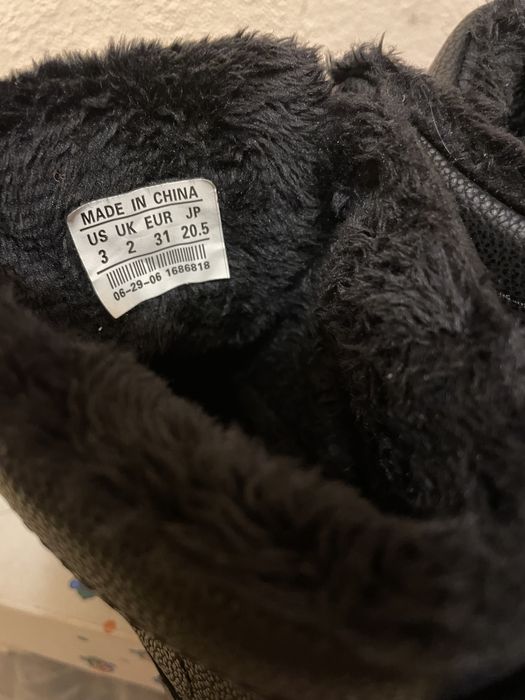 MADE IN CHINA
US UK EUR JP
3 2 31 20.5
06-29-06 1686818